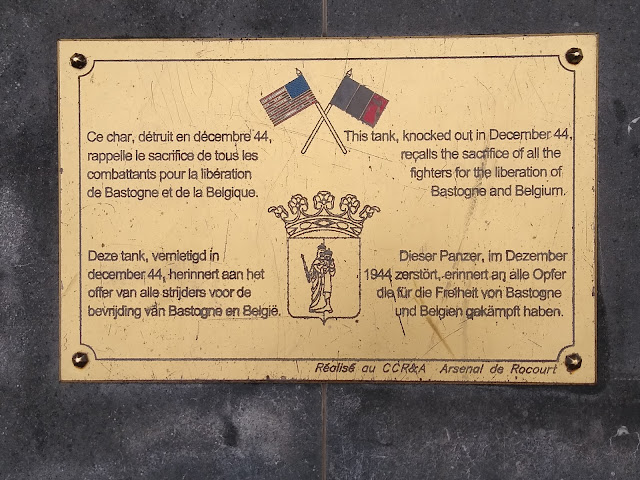 Ce char, détruit en décembre 44,
rappelle le sacrifice de tous les
combattants pour la libération
de Bastogne et de la Belgique.
This tank, knocked out in December 44,
recalls the sacrifice of all the
fighters for the liberation of
Bastogne and Belgium.
Deze tank, vernietigd in
december 44, herinnert aan het
offer van alle strijders voor de
bevrijding van Bastogne en België.
Dieser Panzer, im Dezember
1944 zerstört, erinnert an alle Opfer
die für die Freiheit von Bastogne
und Belgien gekämpft haben.
Réalisé au CCR&A Arsenal de Rocourt